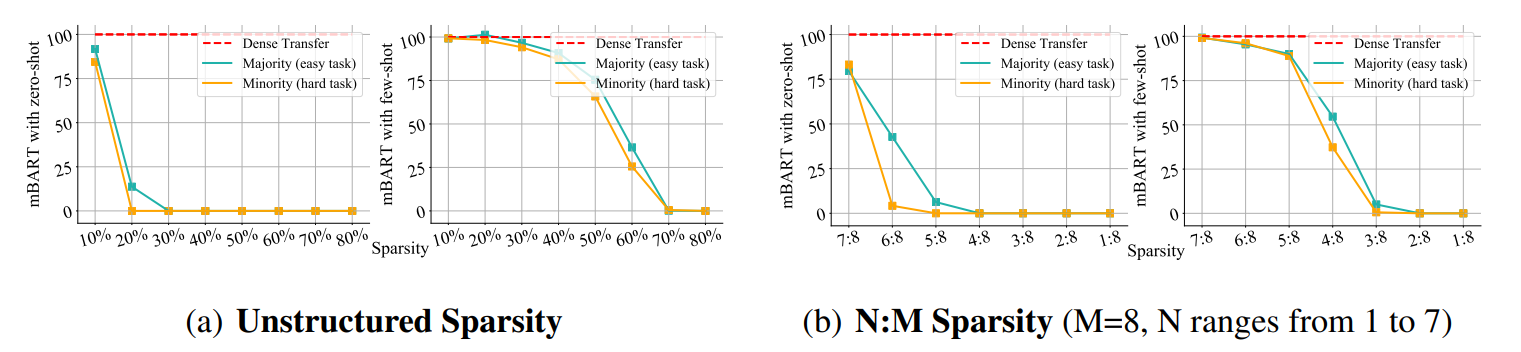 mBART with zero-shot
100
75
50
25
0
10% 20% 30% 40% 50% 60% 70% 80%
Dense Transfer
Majority (easy task)
Minority (hard task)
mBART with few-shot
100
75
50
25
0
10% 20% 30% 40% 50% 60% 70% 80%
Dense Transfer
Majority (easy task)
Minority (hard task)
Sparsity
(a) Unstructured Sparsity
mBART with zero-shot
100
75
50
25
0
7:8 6:8 5:8 4:8 3:8 2:8 1:8
Dense Transfer
Majority (easy task)
Minority (hard task)
mBART with few-shot
100
75
50
25
0
7:8 6:8 5:8 4:8 3:8 2:8 1:8
Dense Transfer
Majority (easy task)
Minority (hard task)
Sparsity
(b) N:M Sparsity (M=8, N ranges from 1 to 7)